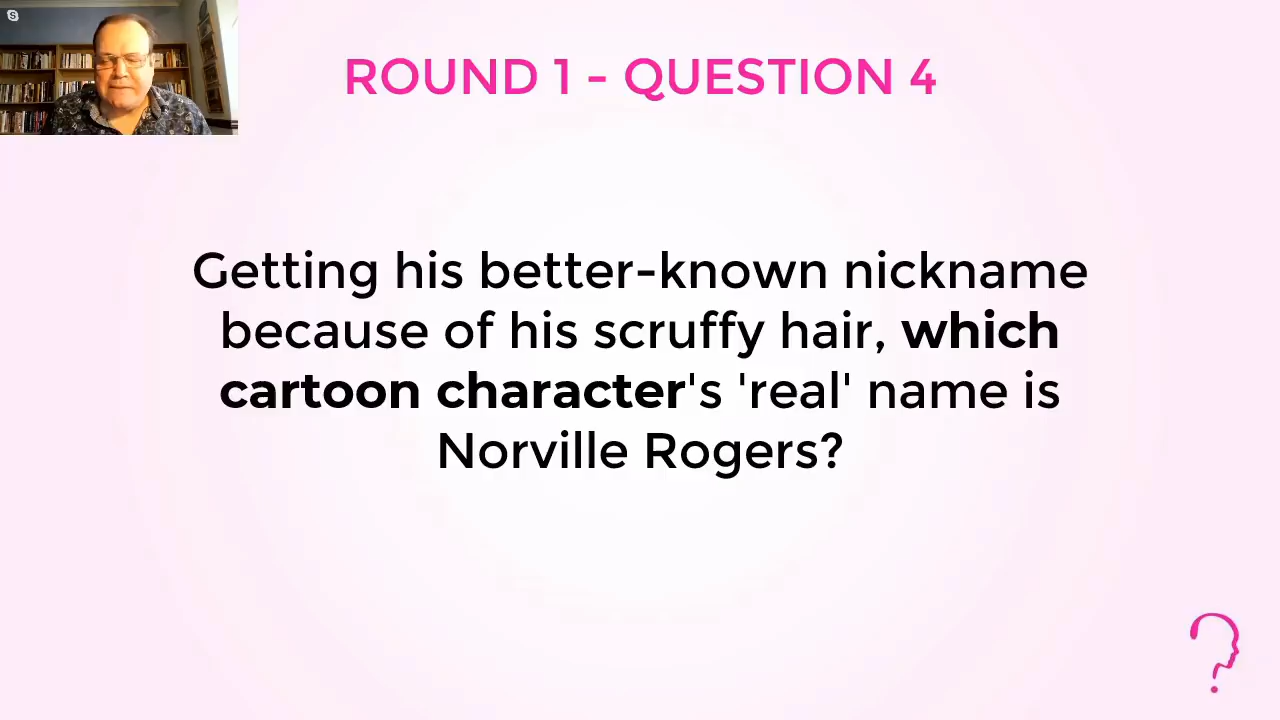 ROUND 1 - QUESTION 4
Getting his better-known nickname
because of his scruffy hair, which
cartoon character's 'real' name is
Norville Rogers?